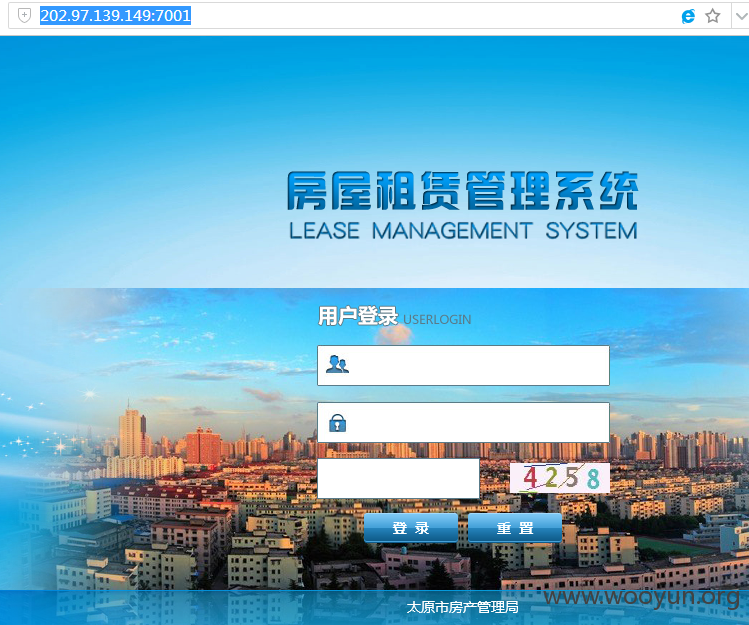 202.97.139.149:7001
房屋租赁管理系统
LEASE MANAGEMENT SYSTEM
用户登录 USERLOGIN
4258
登 录 重 置
太原市房产管理局
www.wooyun.org